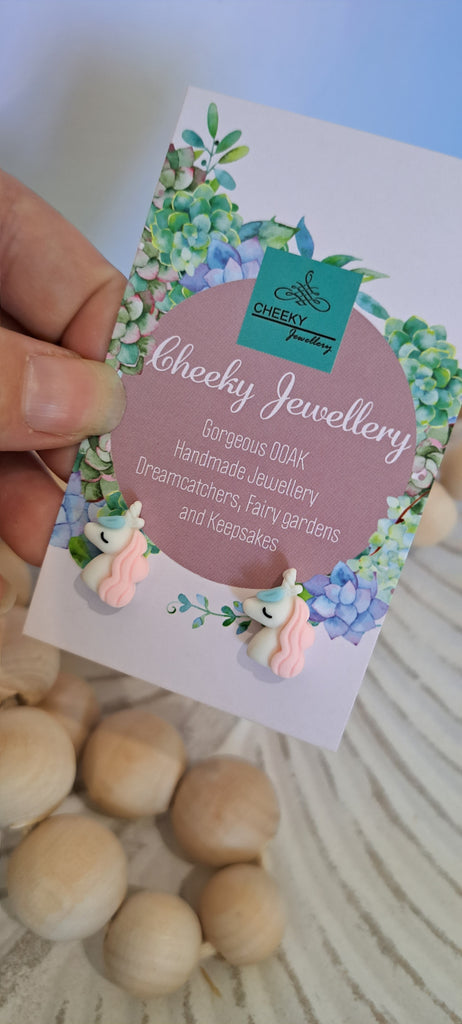 CHEEKY
Jewellery
Cheeky Jewellery
Gorgeous OOAK
Handmade Jewellery
Dreamcatchers, Fairy gardens
and Keepsakes